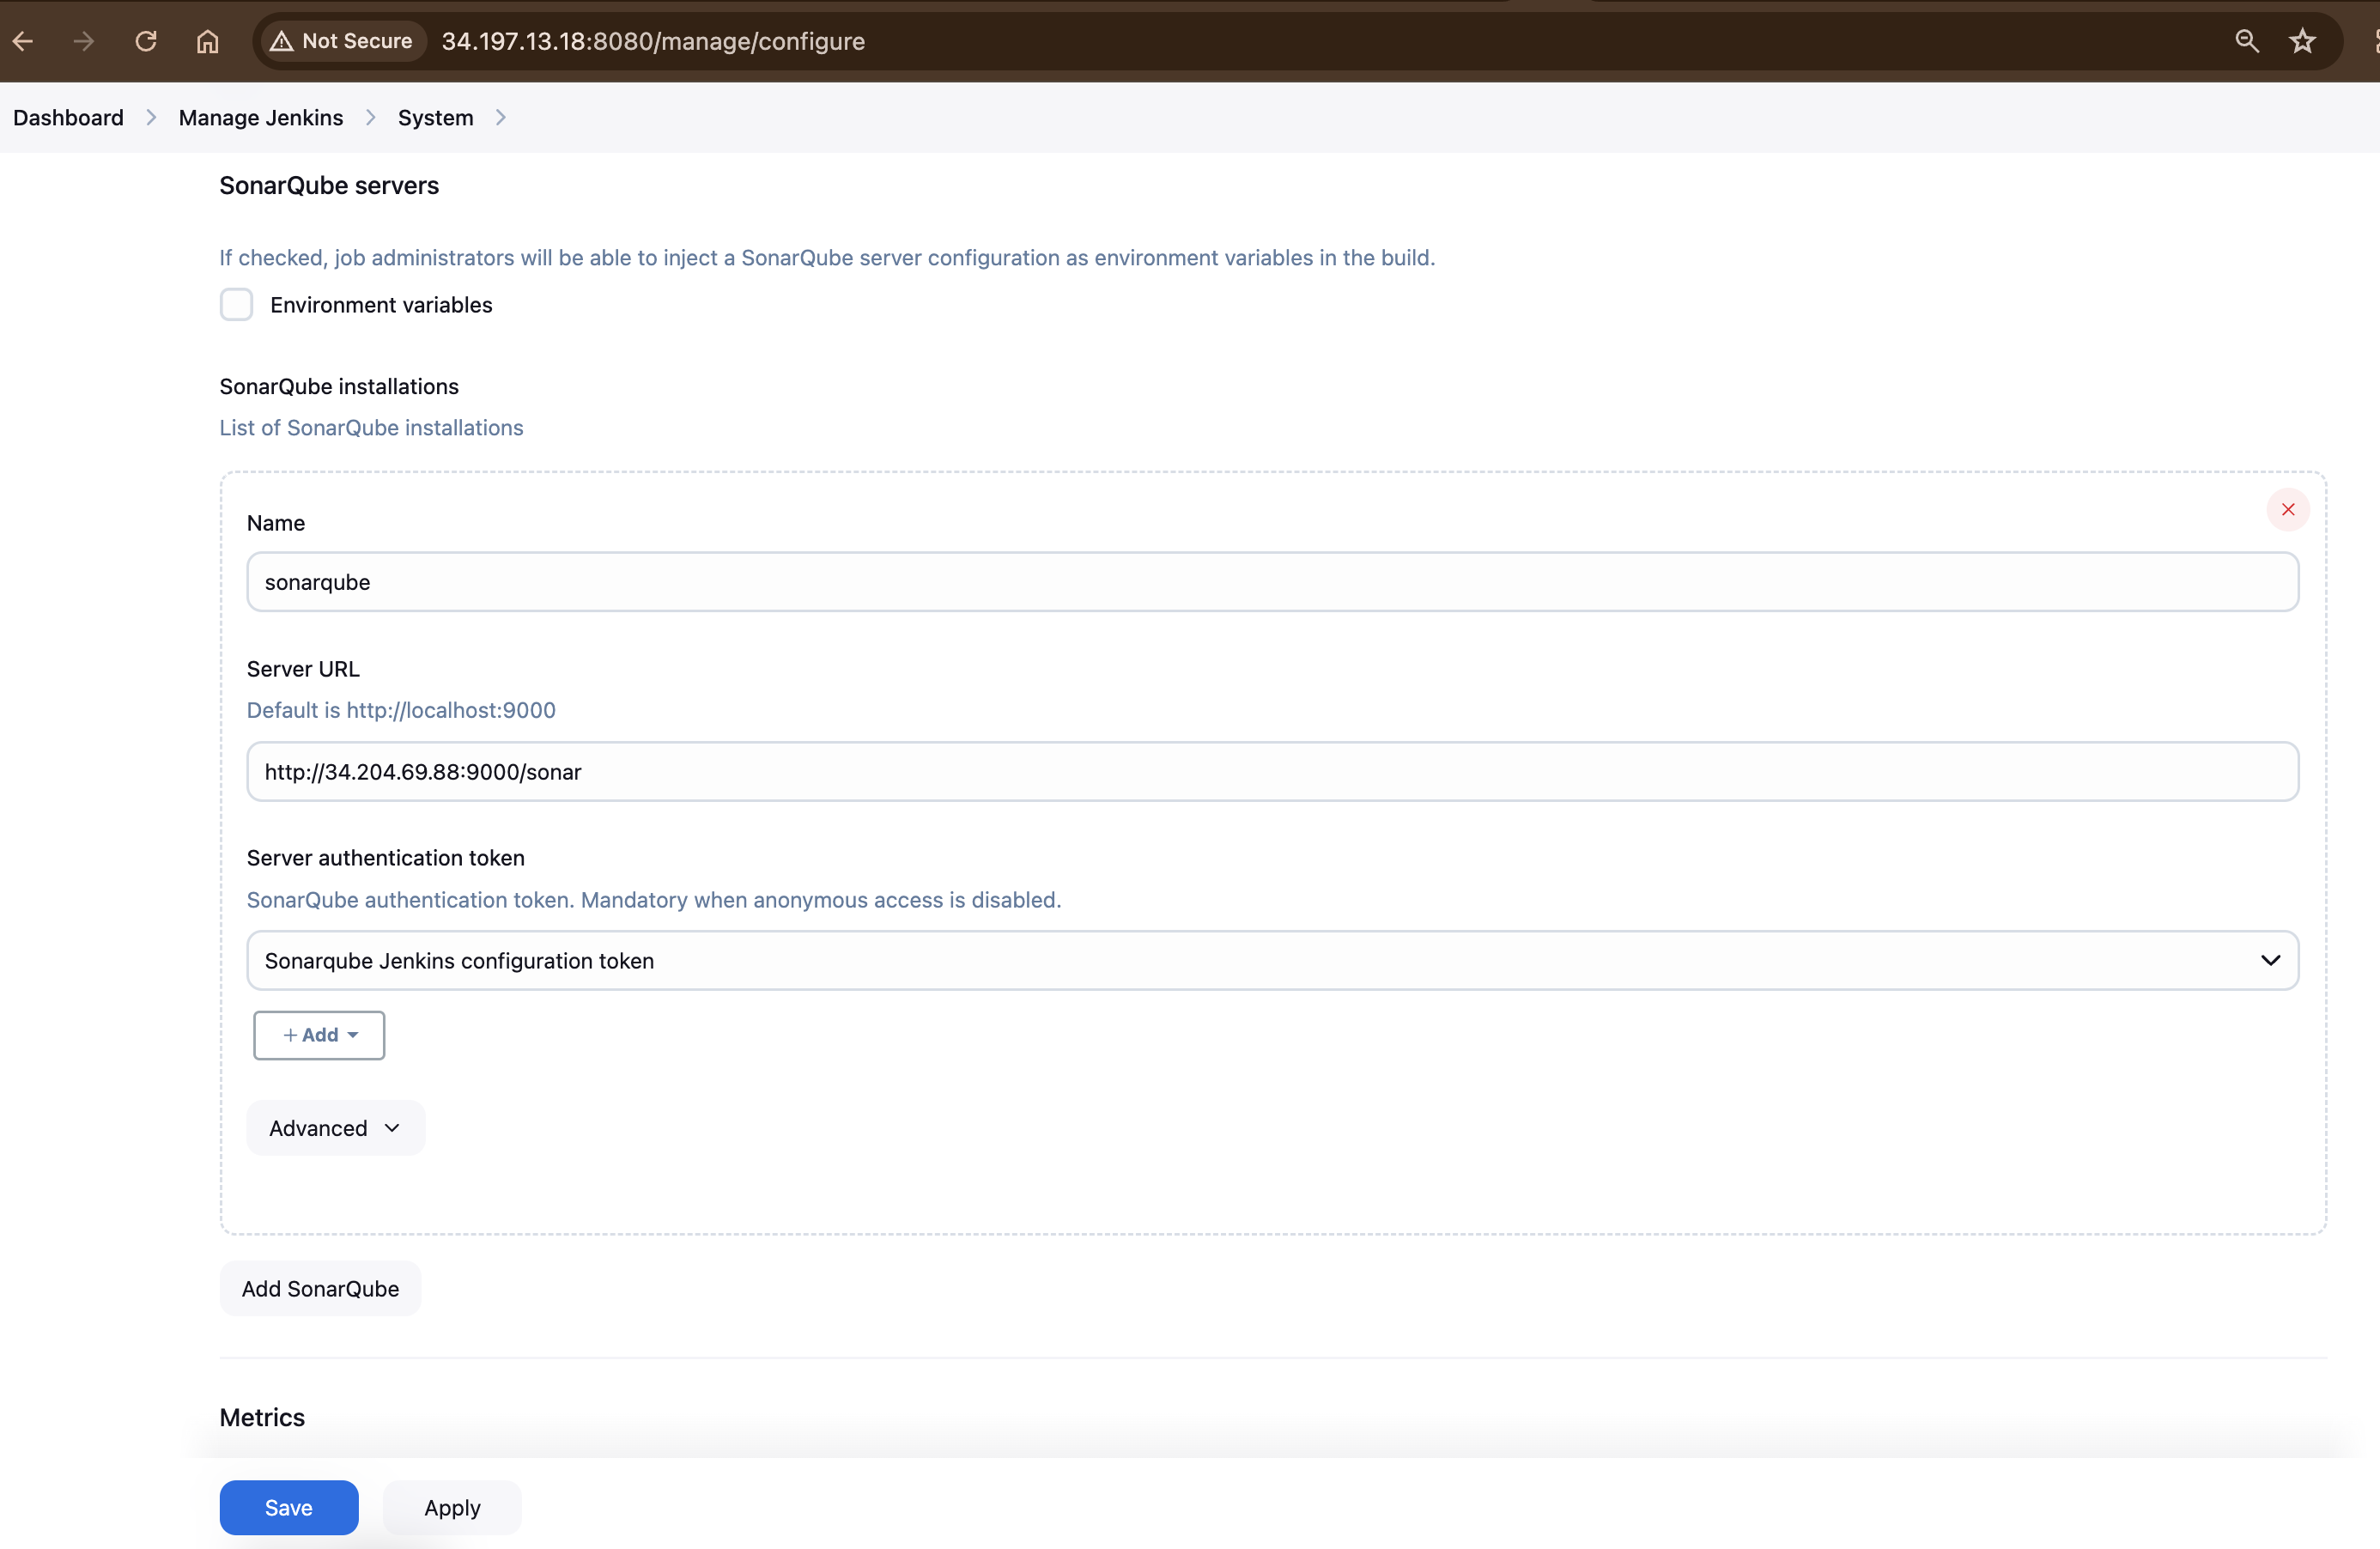 Not Secure 34.197.13.18:8080/manage/configure
Dashboard > Manage Jenkins > System >
SonarQube servers
If checked, job administrators will be able to inject a SonarQube server configuration as environment variables in the build.
Environment variables
SonarQube installations
List of SonarQube installations
Name
sonarqube
Server URL
Default is http://localhost:9000
http://34.204.69.88:9000/sonar
Server authentication token
SonarQube authentication token. Mandatory when anonymous access is disabled.
Sonarqube Jenkins configuration token
+ Add
Advanced
Add SonarQube
Metrics
Save Apply